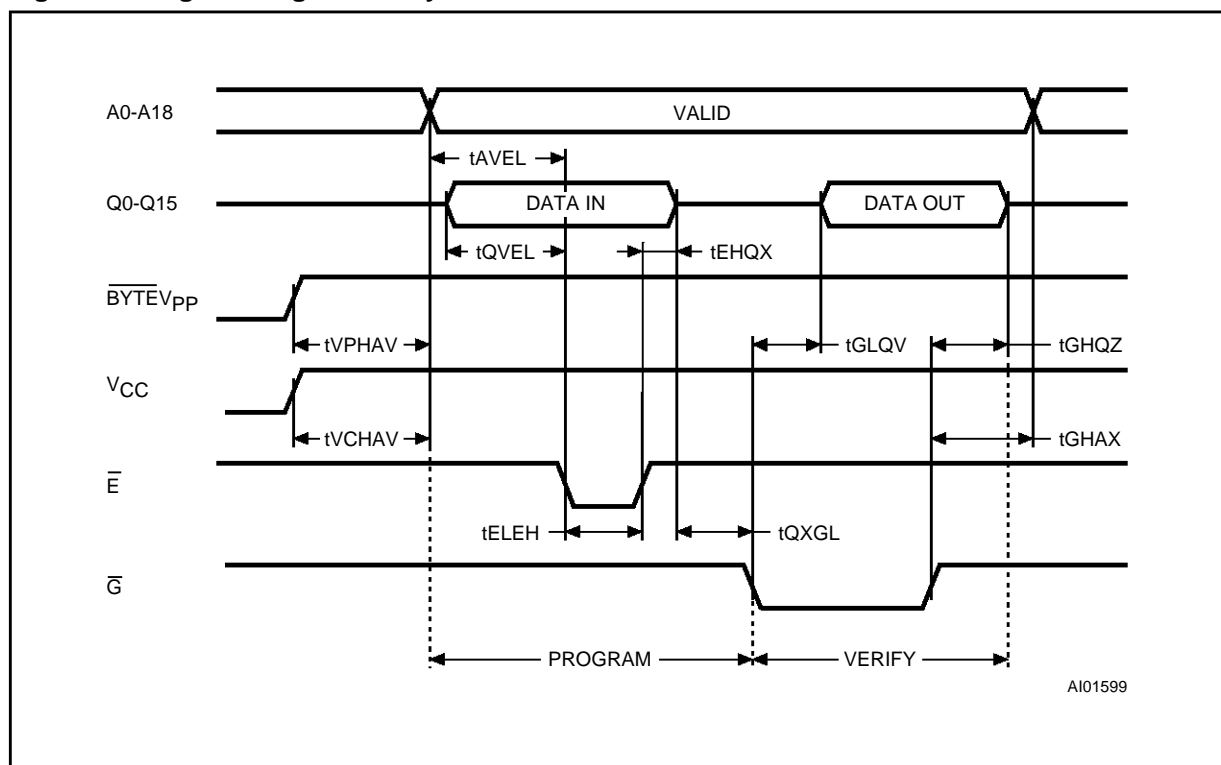 A0-A18
VALID
tAVEL
Q0-Q15
DATA IN
DATA OUT
tQVEL
tEHQX
BYTEVPP
tVPHAV
tGLQV
tGHQZ
VCC
tVCHAV
tGHAX
E
tELEH
tQXGL
G
PROGRAM
VERIFY
AI01599